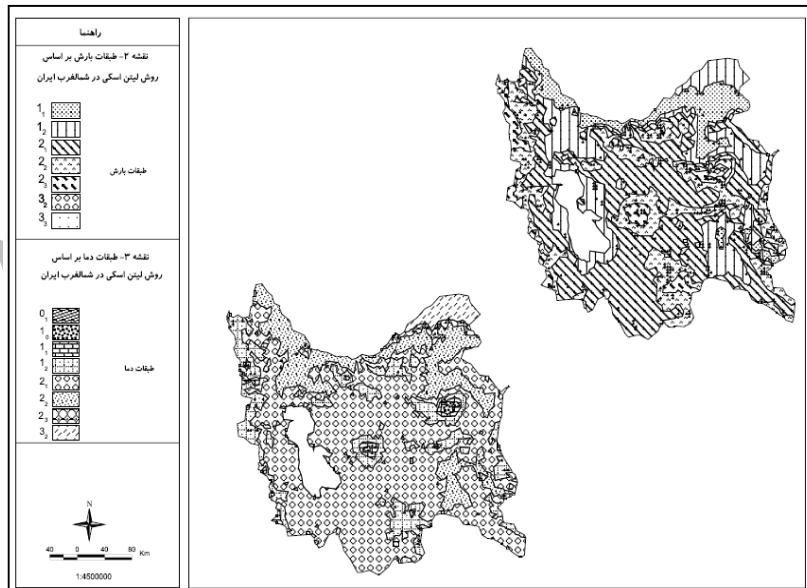 راهنما
نقشه ۲- طبقات بارش بر اساس
روش لیتن اسکی در شمالغرب ایران
1₁
1₂
2₁
2₂
2₃
3₂
3₃
طبقات بارش
نقشه ۳- طبقات دما بر اساس
روش لیتن اسکی در شمالغرب ایران
0₁
1₀
1₁
1₂
2₁
2₂
2₃
3₂
طبقات دما
N
40 0 40 80 Km
1:4500000